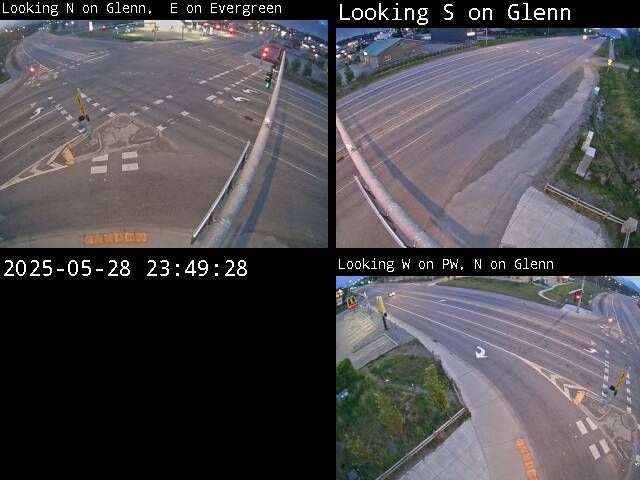 Looking N on Glenn, E on Evergreen
Looking S on Glenn
2025-05-28 23:49:28
Looking W on PW, N on Glenn